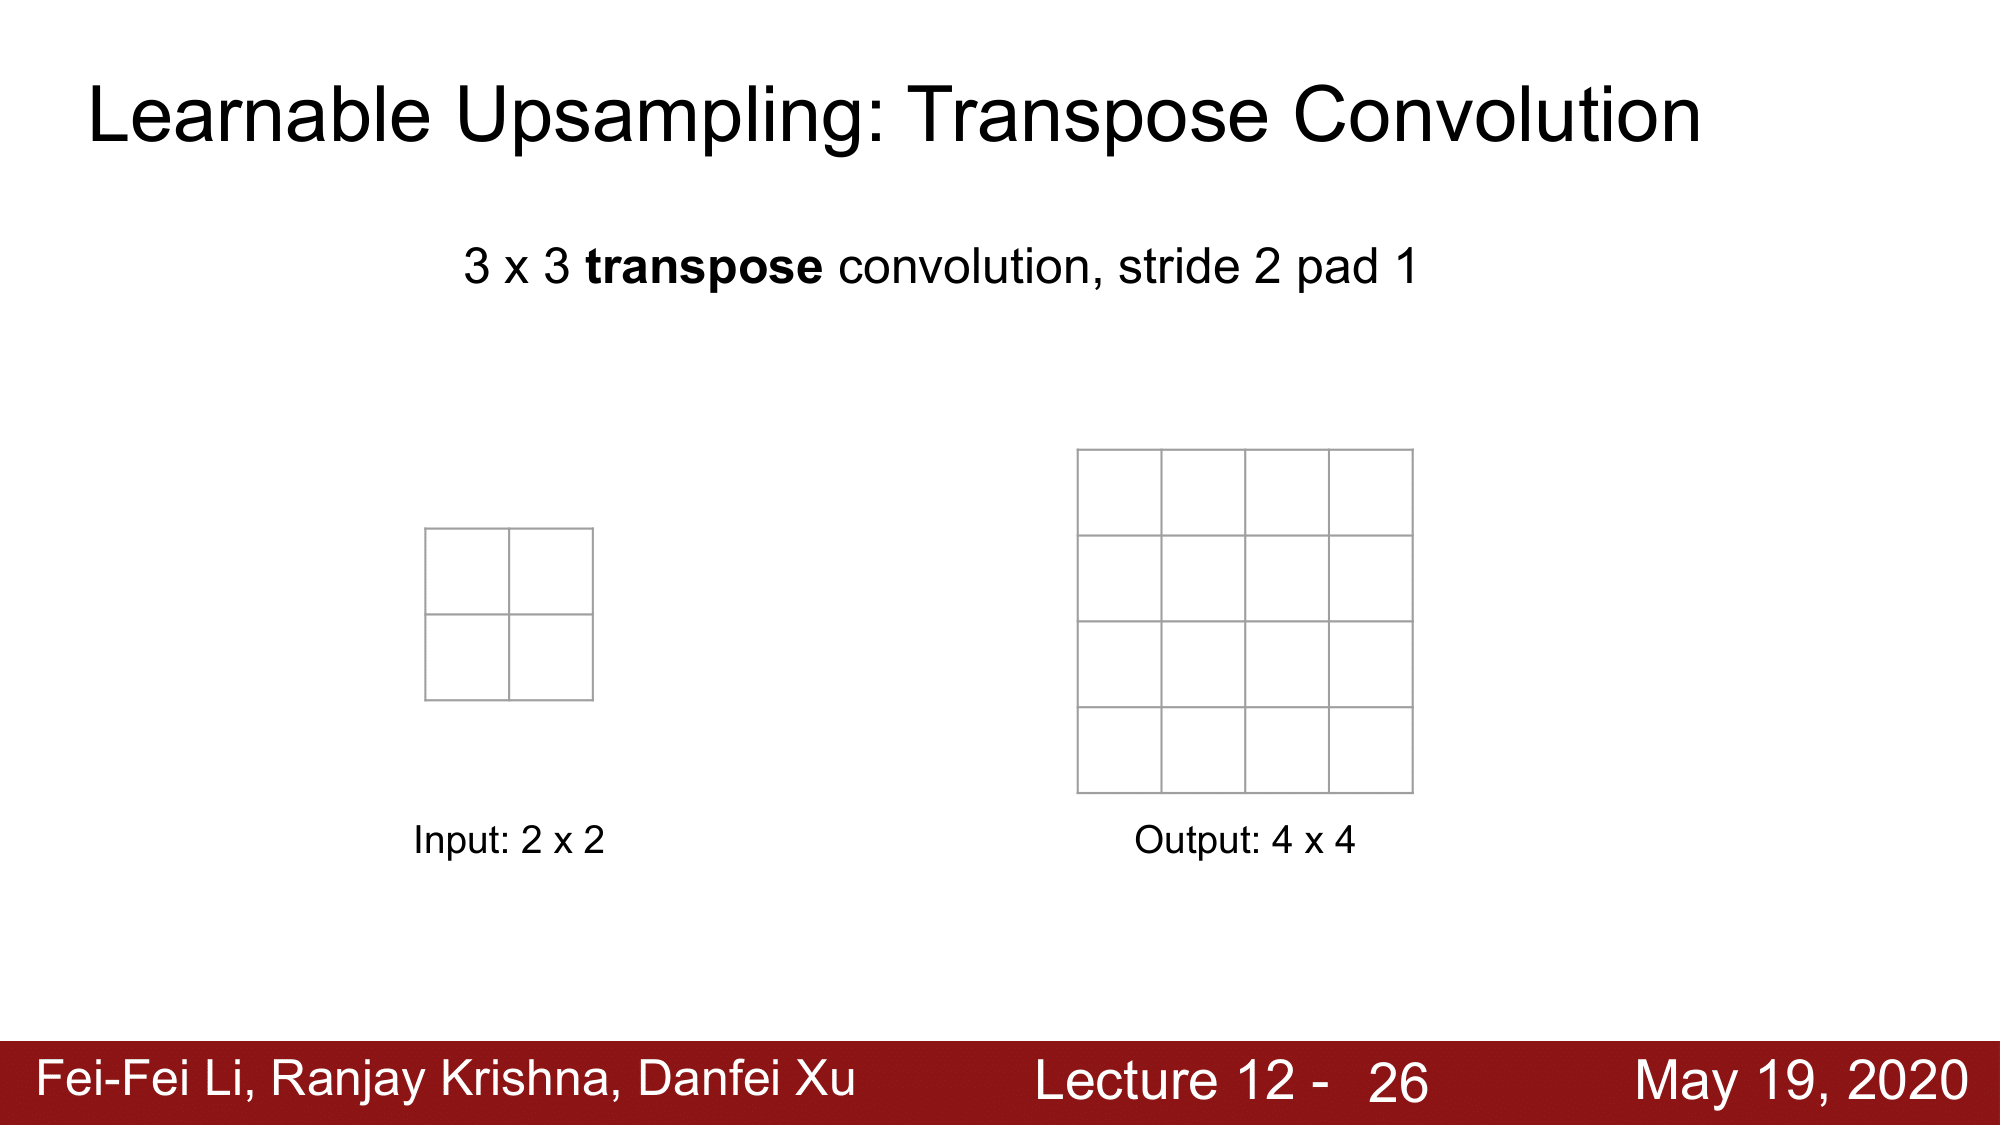 Learnable Upsampling: Transpose Convolution
3 x 3 transpose convolution, stride 2 pad 1
Input: 2 x 2
Output: 4 x 4
Fei-Fei Li, Ranjay Krishna, Danfei Xu
Lecture 12 - 26
May 19, 2020